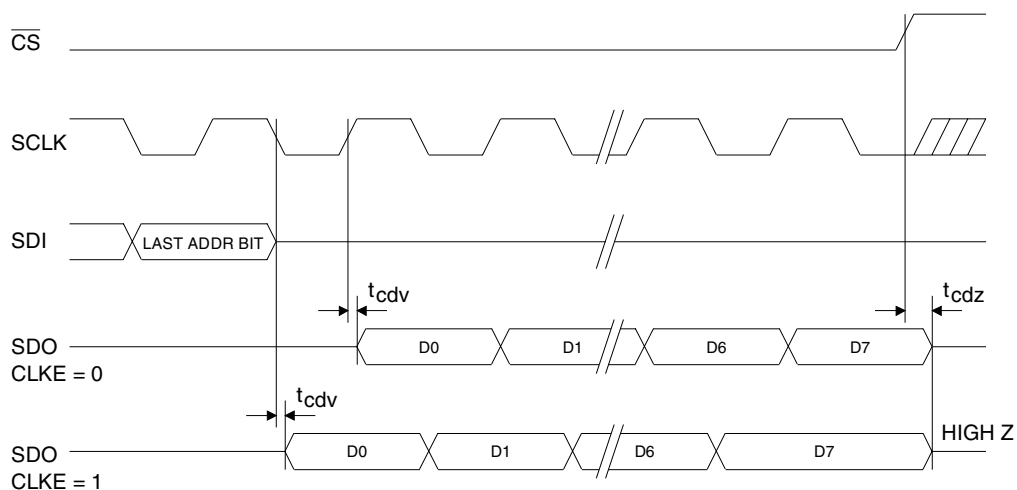 CS
SCLK
SDI LAST ADDR BIT
tcdv tcdz
SDO D0 D1 D6 D7
CLKE = 0
tcdv
HIGH Z
SDO D0 D1 D6 D7
CLKE = 1